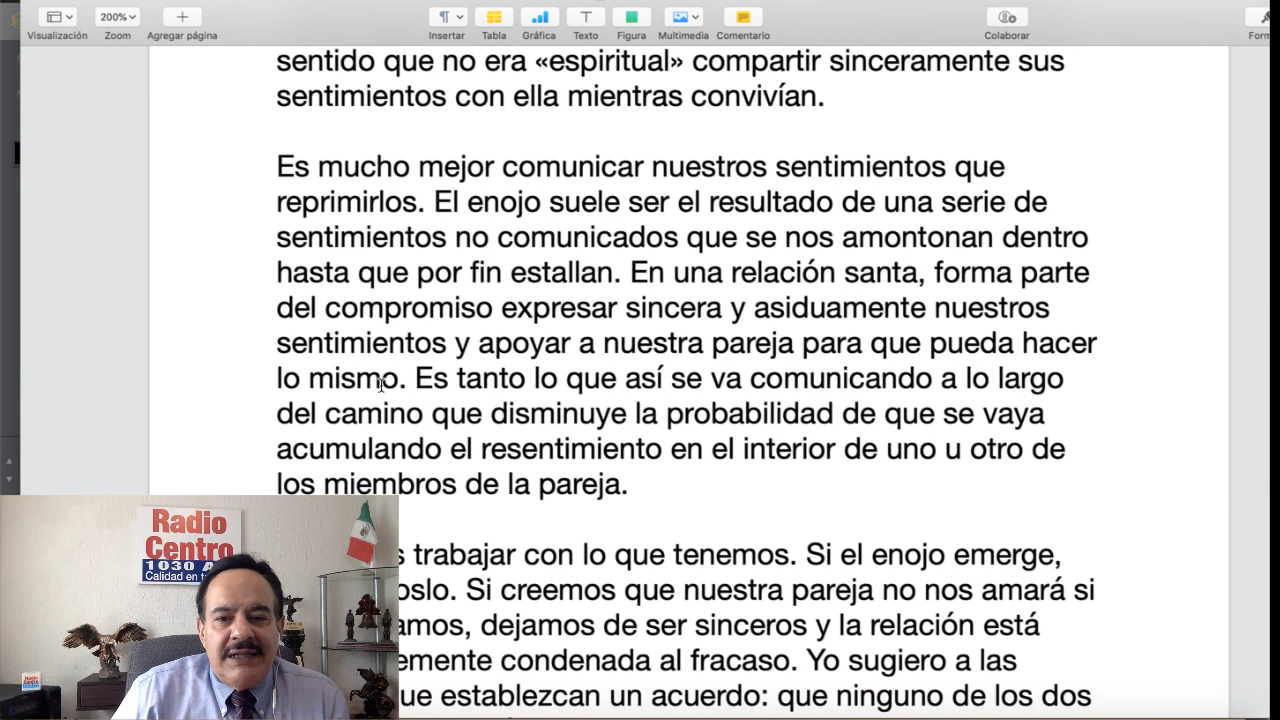 200%
Visualización
Zoom
Agregar página
Insertar
Tabla
Gráfica
Texto
Figura
Multimedia
Comentario
Colaborar
Form
sentido que no era «espiritual» compartir sinceramente sus
sentimientos con ella mientras convivían.
Es mucho mejor comunicar nuestros sentimientos que
reprimirlos. El enojo suele ser el resultado de una serie de
sentimientos no comunicados que se nos amontonan dentro
hasta que por fin estallan. En una relación santa, forma parte
del compromiso expresar sincera y asiduamente nuestros
sentimientos y apoyar a nuestra pareja para que pueda hacer
lo mismo. Es tanto lo que así se va comunicando a lo largo
del camino que disminuye la probabilidad de que se vaya
acumulando el resentimiento en el interior de uno u otro de
los miembros de la pareja.
s trabajar con lo que tenemos. Si el enojo emerge,
oslo. Si creemos que nuestra pareja no nos amará si
amos, dejamos de ser sinceros y la relación está
emente condenada al fracaso. Yo sugiero a las
ue establezcan un acuerdo: que ninguno de los dos
Radio
Centro
1030 A
Calidad en t
Radio
Centro